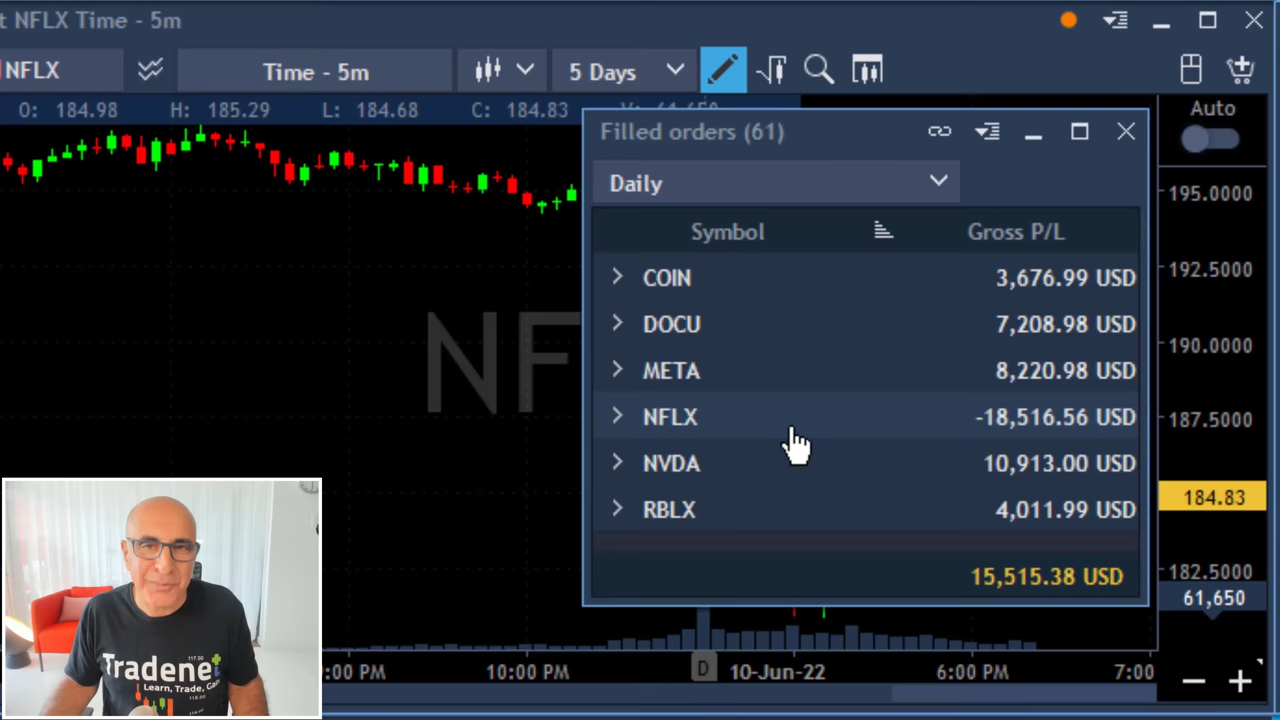 t NFLX Time - 5m
NFLX
Time - 5m
5 Days
O: 184.98 H: 185.29 L: 184.68 C: 184.83
Auto
Filled orders (61)
Daily
Symbol Gross P/L
COIN 3,676.99 USD
DOCU 7,208.98 USD
META 8,220.98 USD
NFLX -18,516.56 USD
NVDA 10,913.00 USD
RBLX 4,011.99 USD
15,515.38 USD
NF
195.0000
192.5000
190.0000
187.5000
184.83
182.5000
61,650
:00 PM 10:00 PM D 10-Jun-22 6:00 PM 7:00
Tradenet
Learn, Trade, Gain